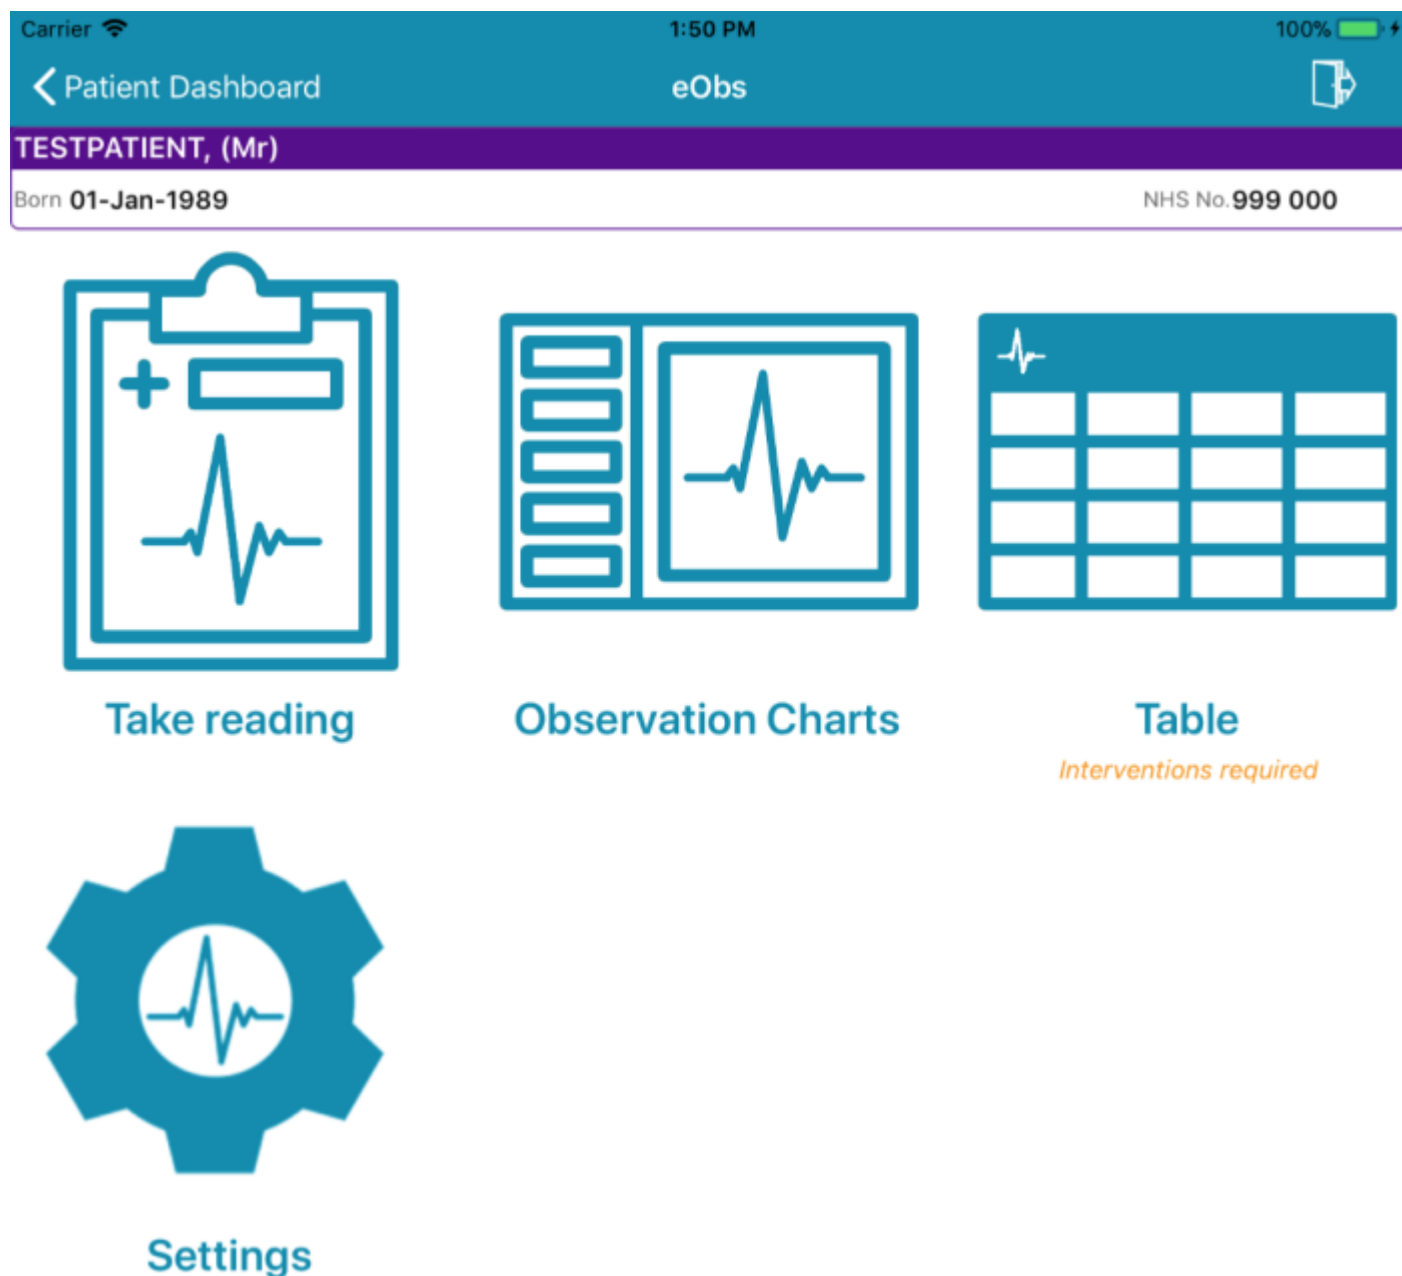 Carrier
1:50 PM
100%
Patient Dashboard
eObs
TESTPATIENT, (Mr)
Born 01-Jan-1989
NHS No. 999 000
Take reading
Observation Charts
Table
Interventions required
Settings